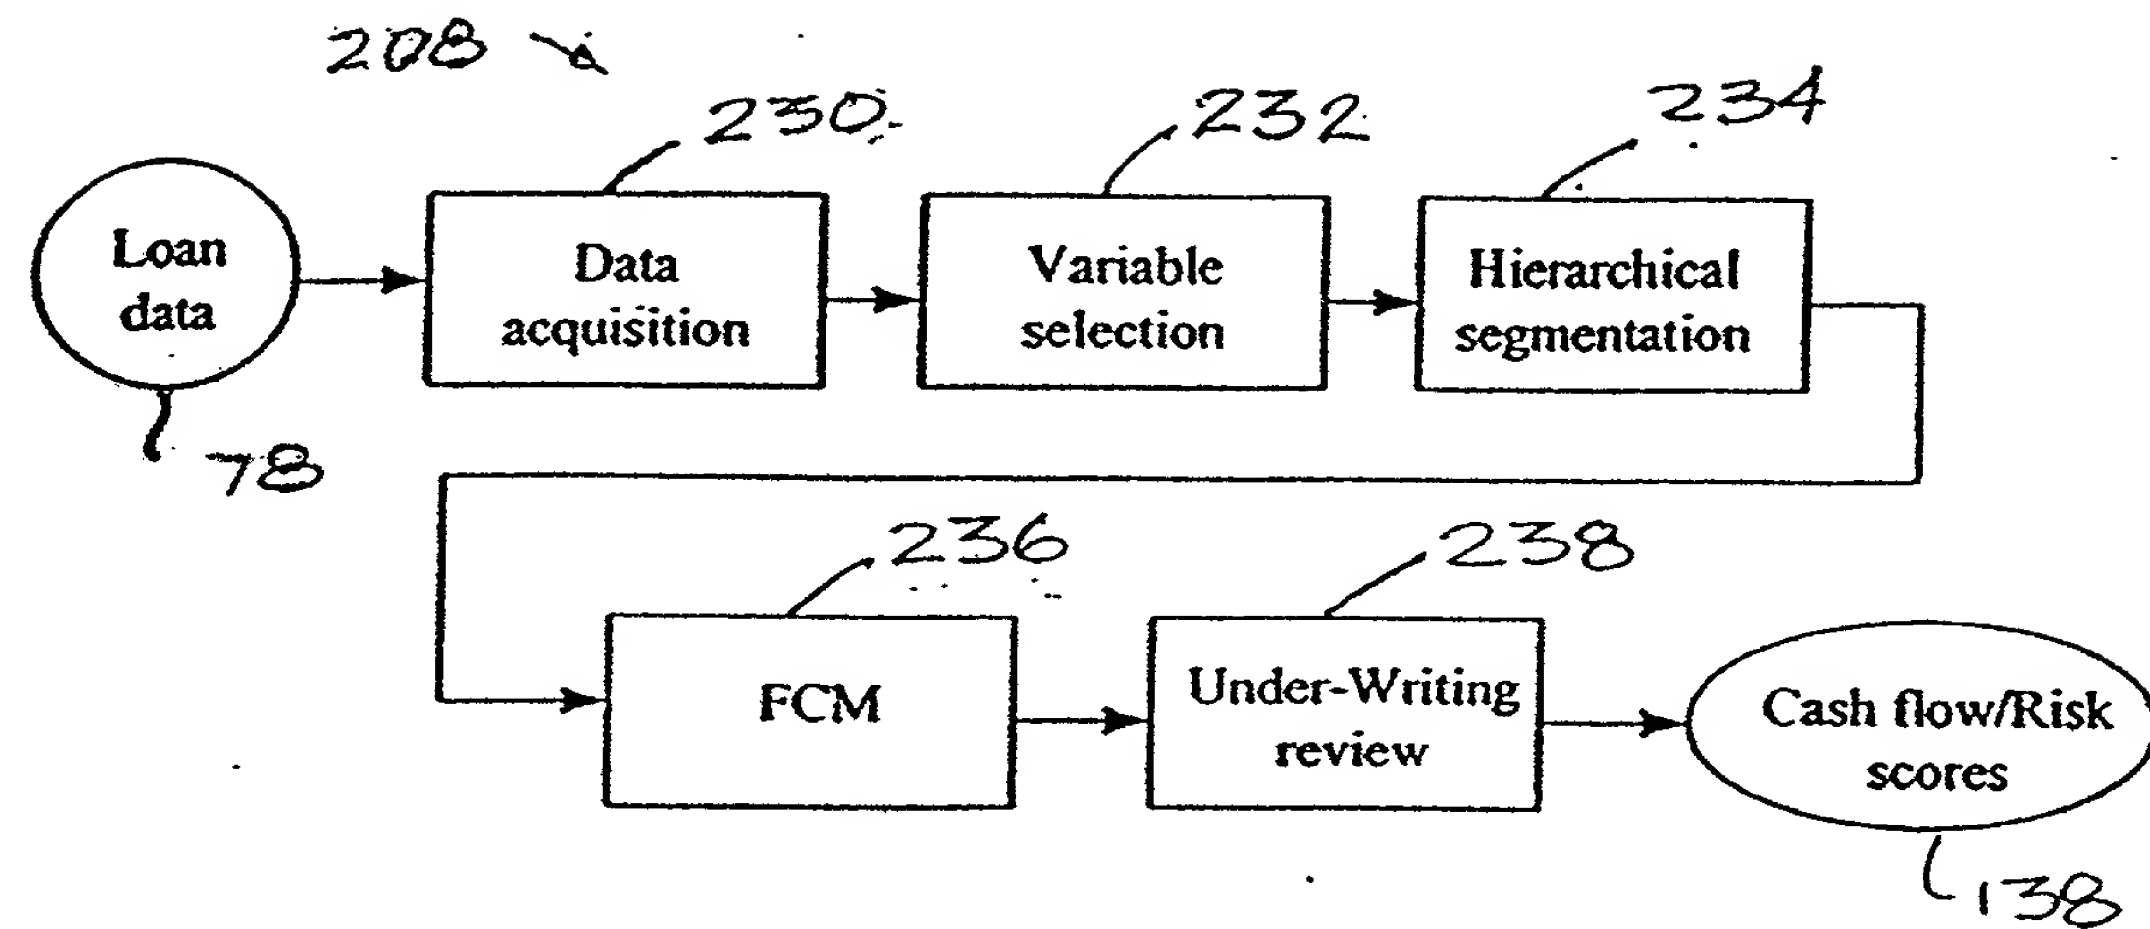 208
230
232
234
Loan
data
Data
acquisition
Variable
selection
Hierarchical
segmentation
78
236
238
FCM
Under-Writing
review
Cash flow/Risk
scores
138